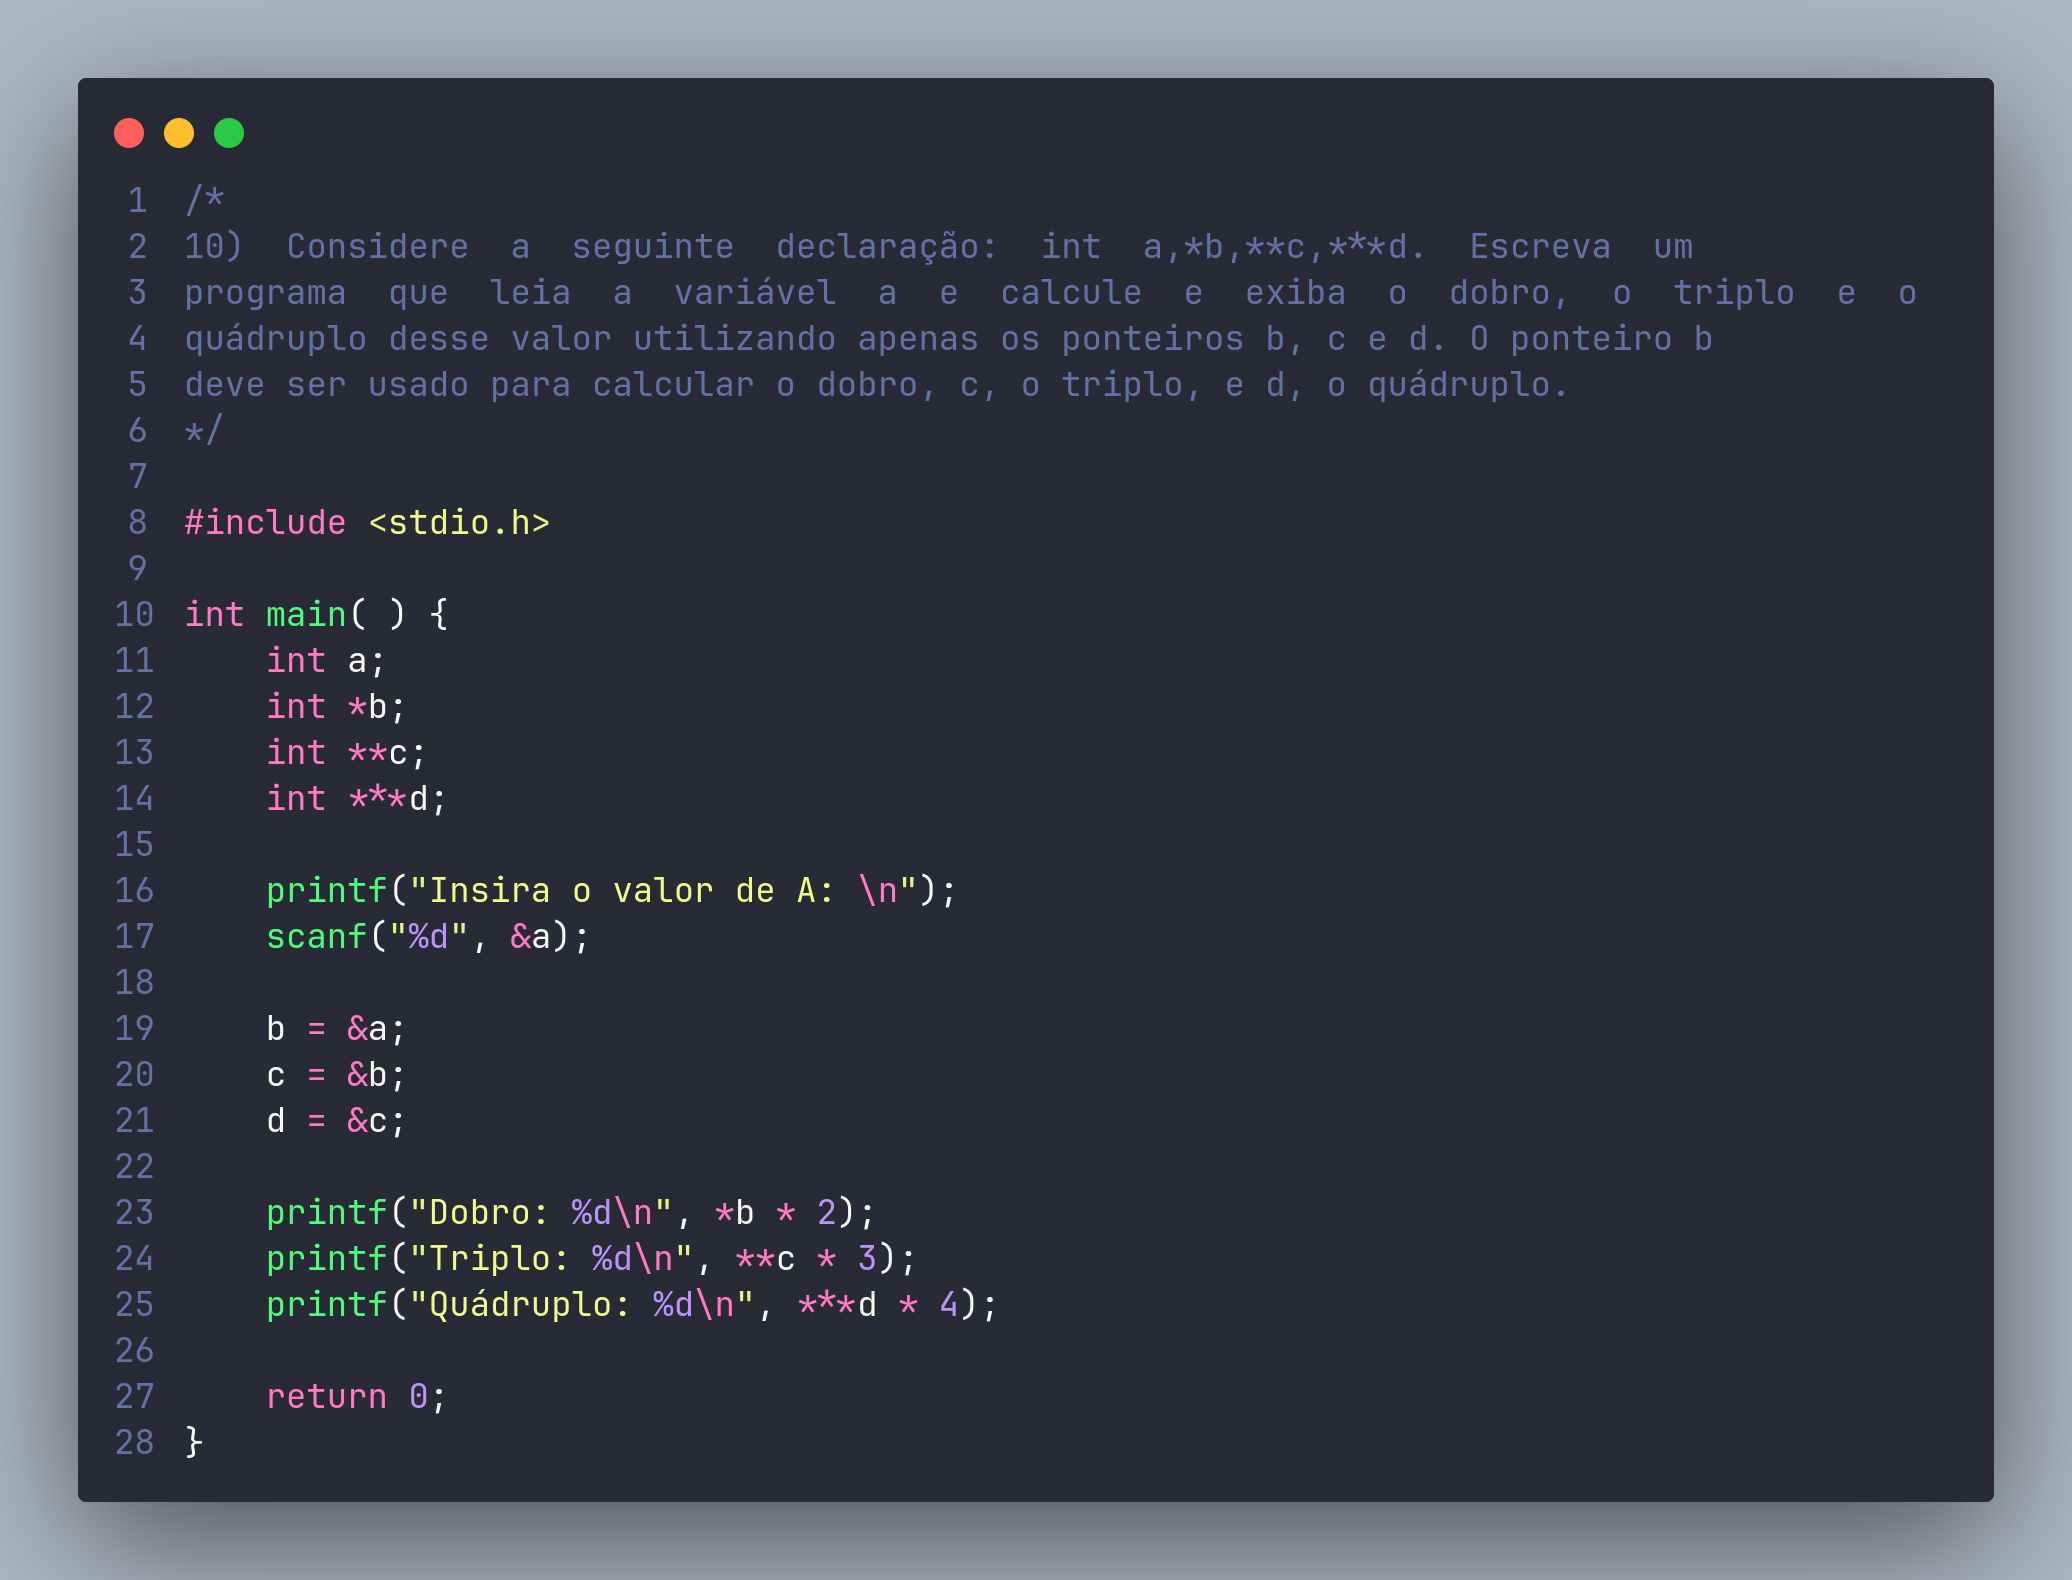 1 /*
2 10)  Considere  a  seguinte  declaração:  int  a,*b,**c,***d.  Escreva  um
3 programa  que  leia  a  variável  a  e  calcule  e  exiba  o  dobro,  o  triplo  e  o
4 quádruplo desse valor utilizando apenas os ponteiros b, c e d. O ponteiro b
5 deve ser usado para calcular o dobro, c, o triplo, e d, o quádruplo.
6 */
7
8 #include <stdio.h>
9
10 int main( ) {
11     int a;
12     int *b;
13     int **c;
14     int ***d;
15
16     printf("Insira o valor de A: \n");
17     scanf("%d", &a);
18
19     b = &a;
20     c = &b;
21     d = &c;
22
23     printf("Dobro: %d\n", *b * 2);
24     printf("Triplo: %d\n", **c * 3);
25     printf("Quádruplo: %d\n", ***d * 4);
26
27     return 0;
28 }